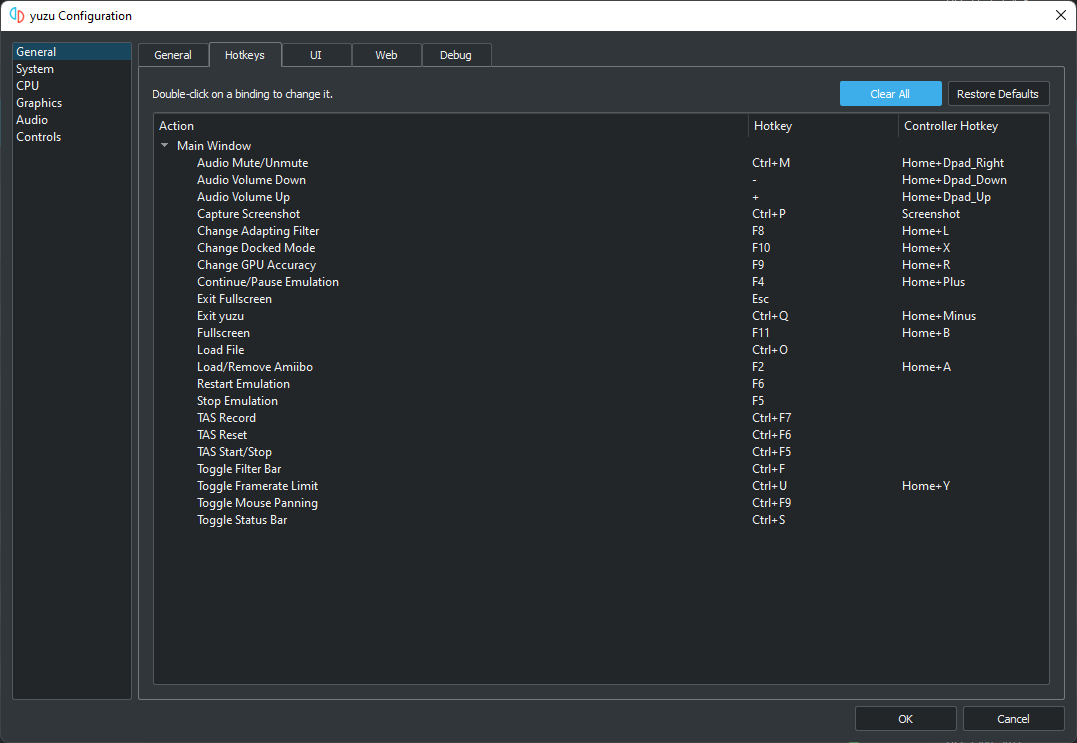 yuzu Configuration
General
System
CPU
Graphics
Audio
Controls
General Hotkeys UI Web Debug
Double-click on a binding to change it.
Clear All Restore Defaults
Action Hotkey Controller Hotkey
Main Window
Audio Mute/Unmute Ctrl+M Home+Dpad_Right
Audio Volume Down - Home+Dpad_Down
Audio Volume Up + Home+Dpad_Up
Capture Screenshot Ctrl+P Screenshot
Change Adapting Filter F8 Home+L
Change Docked Mode F10 Home+X
Change GPU Accuracy F9 Home+R
Continue/Pause Emulation F4 Home+Plus
Exit Fullscreen Esc
Exit yuzu Ctrl+Q Home+Minus
Fullscreen F11 Home+B
Load File Ctrl+O
Load/Remove Amiibo F2 Home+A
Restart Emulation F6
Stop Emulation F5
TAS Record Ctrl+F7
TAS Reset Ctrl+F6
TAS Start/Stop Ctrl+F5
Toggle Filter Bar Ctrl+F
Toggle Framerate Limit Ctrl+U Home+Y
Toggle Mouse Panning Ctrl+F9
Toggle Status Bar Ctrl+S
OK Cancel